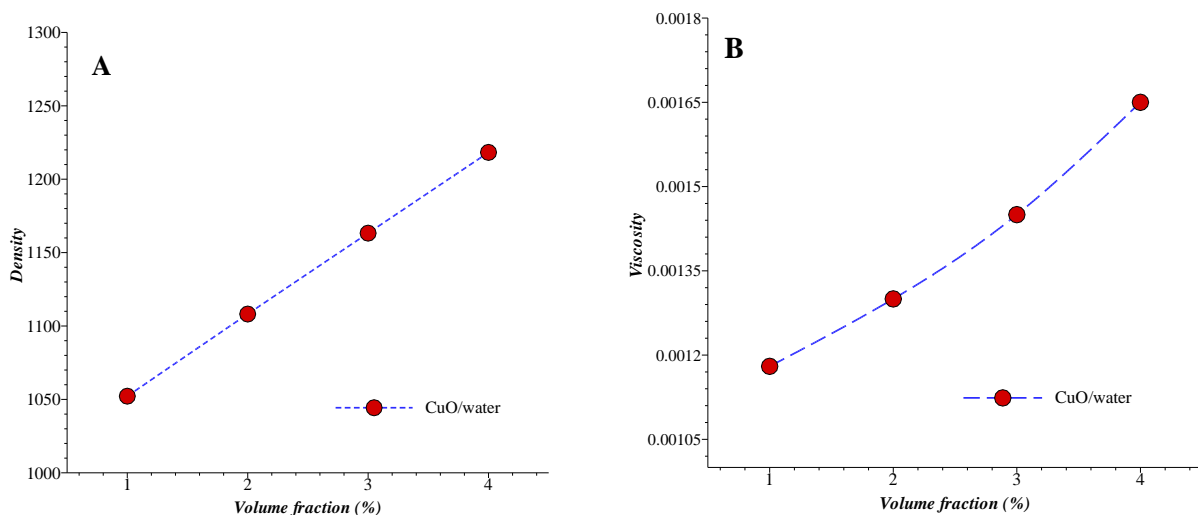 A
Density
1300
1250
1200
1150
1100
1050
1000
1 2 3 4
Volume fraction (%)
CuO/water
B
Viscosity
0.0018
0.00165
0.0015
0.00135
0.0012
0.00105
1 2 3 4
Volume fraction (%)
CuO/water